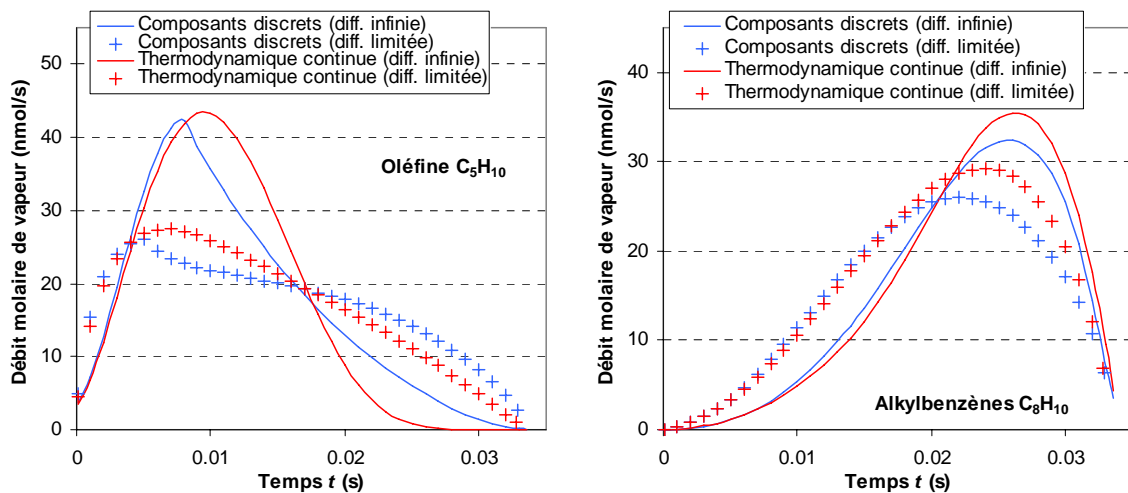 Composants discrets (diff. infinie)
Composants discrets (diff. limitée)
Thermodynamique continue (diff. infinie)
Thermodynamique continue (diff. limitée)
Débit molaire de vapeur (nmol/s)
50
40
30
20
10
0
Oléfine C5H10
0
0.01
0.02
0.03
Temps t (s)
Composants discrets (diff. infinie)
Composants discrets (diff. limitée)
Thermodynamique continue (diff. infinie)
Thermodynamique continue (diff. limitée)
Débit molaire de vapeur (nmol/s)
40
30
20
10
0
Alkylbenzènes C8H10
0
0.01
0.02
0.03
Temps t (s)